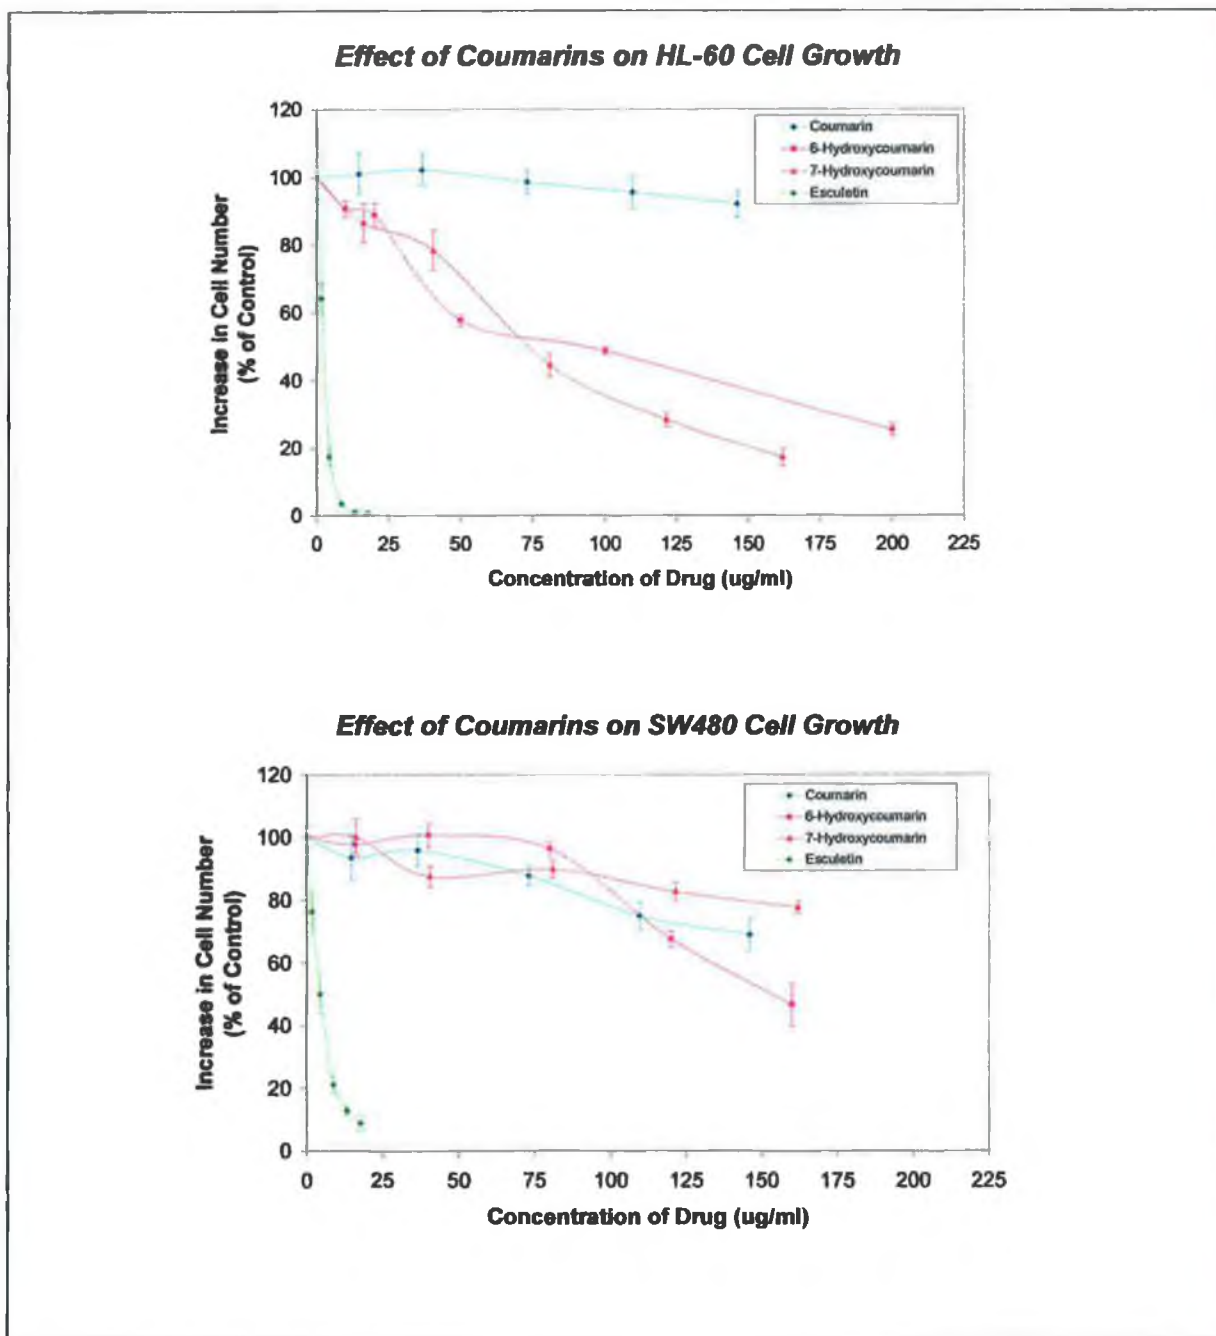 Effect of Coumarins on HL-60 Cell Growth
120
100
80
60
40
20
0
Increase in Cell Number
(% of Control)
Coumarin
6-Hydroxycoumarin
7-Hydroxycoumarin
Esculetin
0 25 50 75 100 125 150 175 200 225
Concentration of Drug (ug/ml)
Effect of Coumarins on SW480 Cell Growth
120
100
80
60
40
20
0
Increase in Cell Number
(% of Control)
Coumarin
6-Hydroxycoumarin
7-Hydroxycoumarin
Esculetin
0 25 50 75 100 125 150 175 200 225
Concentration of Drug (ug/ml)